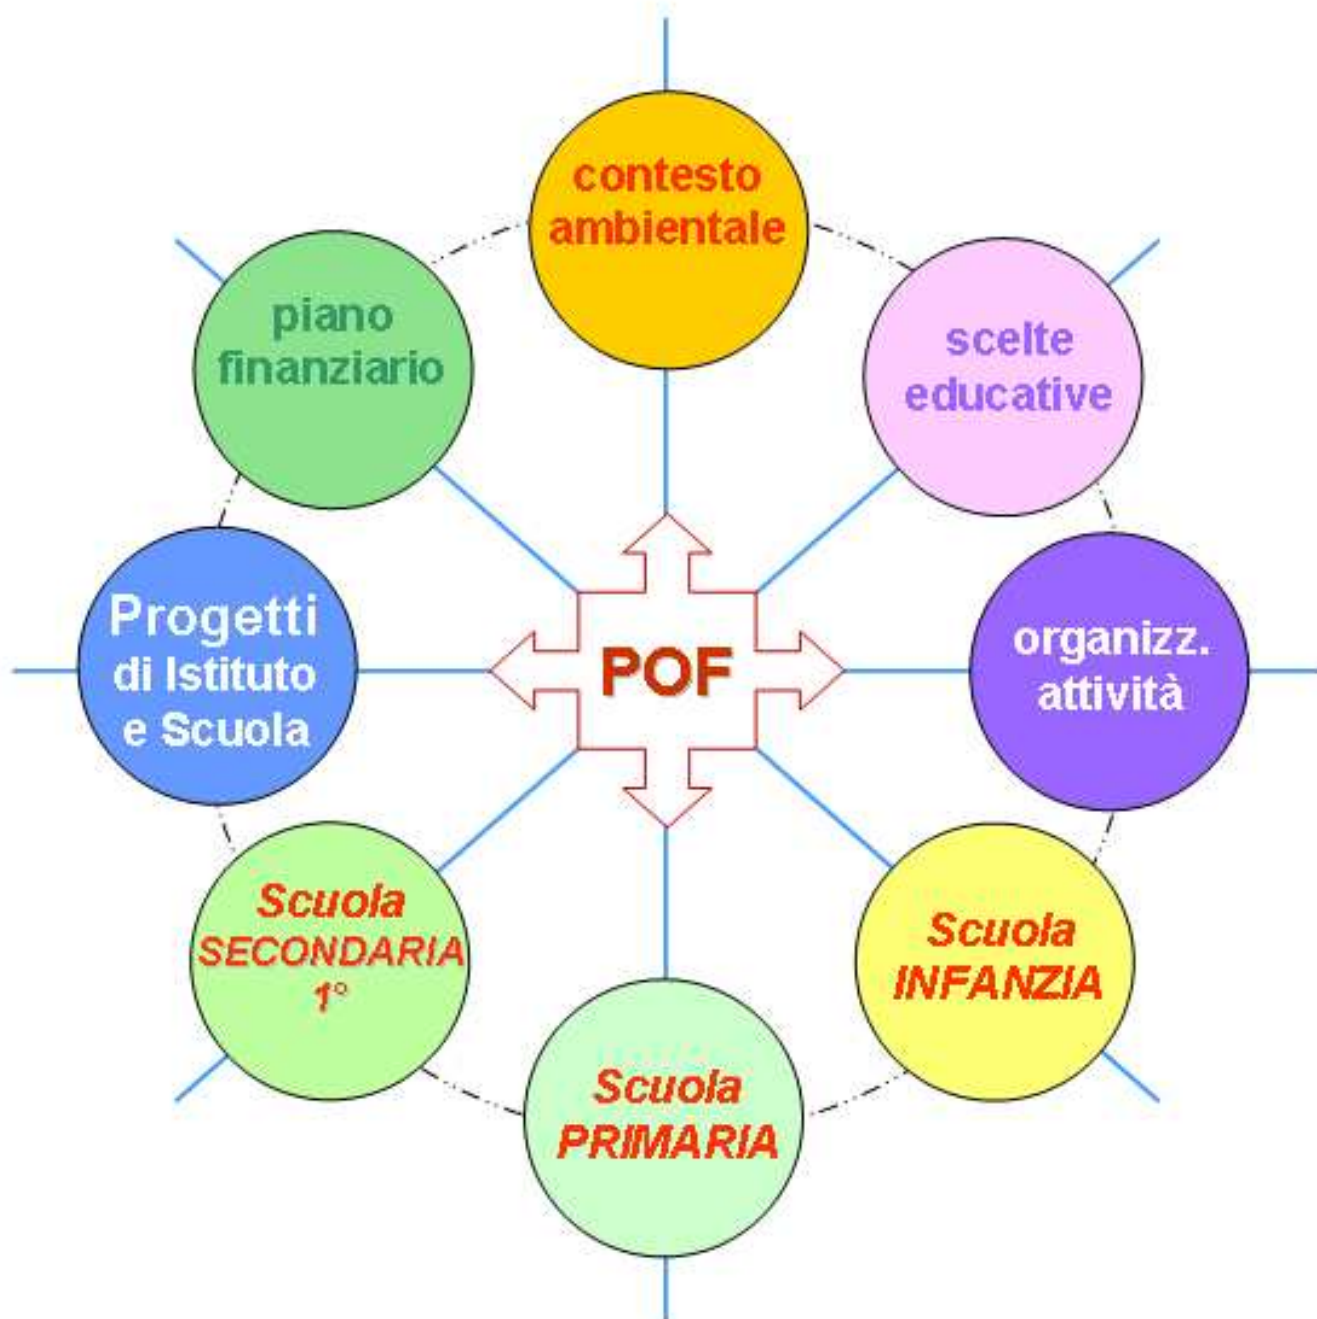 contesto
ambientale
piano
finanziario
scelte
educative
Progetti
di Istituto
e Scuola
POF
organizz.
attività
Scuola
SECONDARIA
1°
Scuola
INFANZIA
Scuola
PRIMARIA